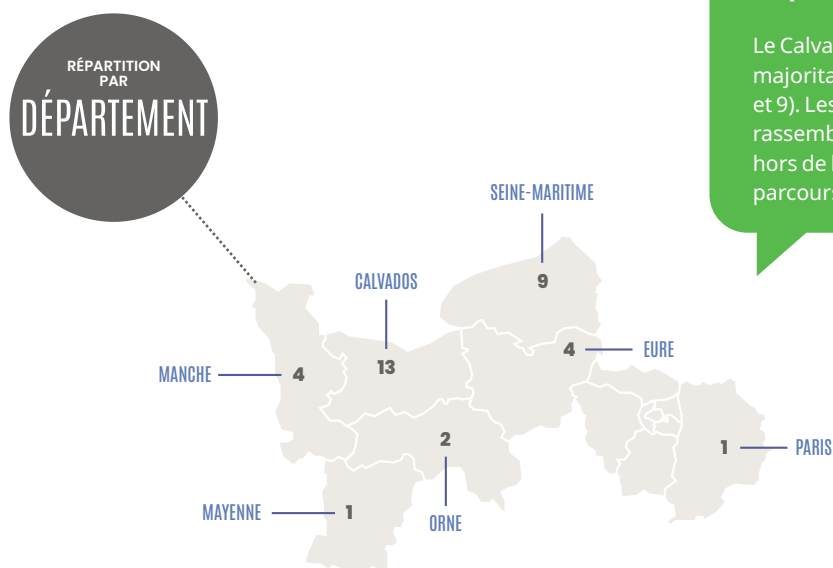 RÉPARTITION
PAR
DÉPARTEMENT
Le
majorita
et 9). Les
rassemb
hors de
parcours
SEINE-MARITIME
9
CALVADOS
13
MANCHE
4
4
EURE
2
ORNE
1
PARIS
MAYENNE
1